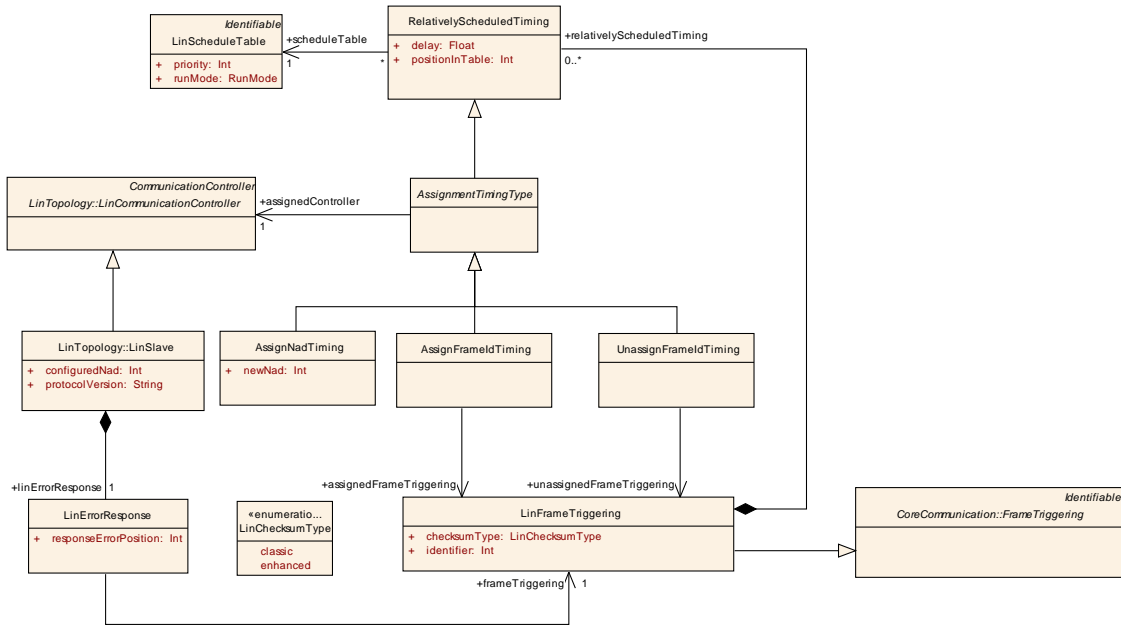 Identifiable
LinScheduleTable
+ priority: Int
+ runMode: RunMode
+scheduleTable
1
*
RelativelyScheduledTiming
+ delay: Float
+ positionInTable: Int
+relativelyScheduledTiming
0..*
CommunicationController
LinTopology::LinCommunicationController
+assignedController
1
AssignmentTimingType
LinTopology::LinSlave
+ configuredNad: Int
+ protocolVersion: String
AssignNadTiming
+ newNad: Int
AssignFrameIdTiming
UnassignFrameIdTiming
+linErrorResponse 1
+assignedFrameTriggering
+unassignedFrameTriggering
LinErrorResponse
+ responseErrorPosition: Int
«enumeratio...
LinChecksumType
classic
enhanced
LinFrameTriggering
+ checksumType: LinChecksumType
+ identifier: Int
Identifiable
CoreCommunication::FrameTriggering
+frameTriggering 1